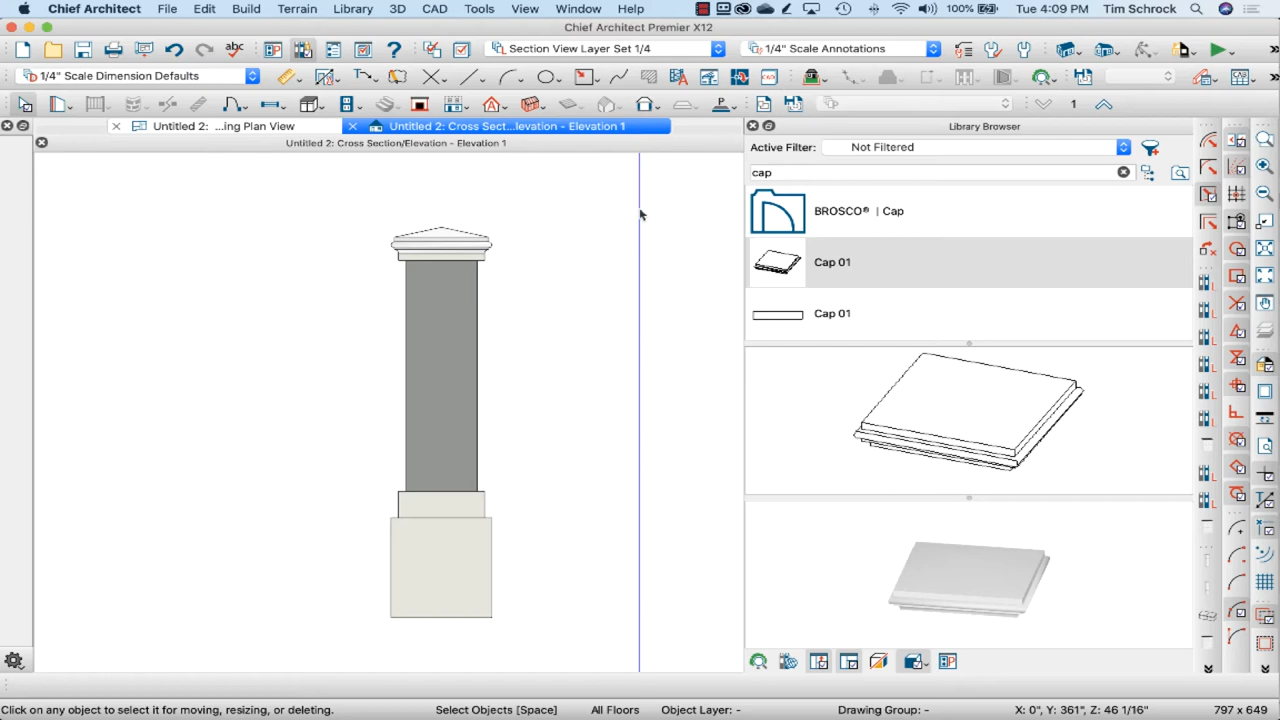 Chief Architect File Edit Build Terrain Library 3D CAD Tools View Window Help 100% Tue 4:09 PM Tim Schrock
Chief Architect Premier X12
Section View Layer Set 1/4" 1/4" Scale Annotations
1/4" Scale Dimension Defaults
1
Untitled 2: ...ing Plan View
Untitled 2: Cross Sect...levation - Elevation 1
Library Browser
Untitled 2: Cross Section/Elevation - Elevation 1
Active Filter: Not Filtered
cap
BROSCO® | Cap
Cap 01
Cap 01
Click on any object to select it for moving, resizing, or deleting. Select Objects [Space] All Floors Object Layer: - Drawing Group: - X: 0", Y: 361", Z: 46 1/16" 797 x 649